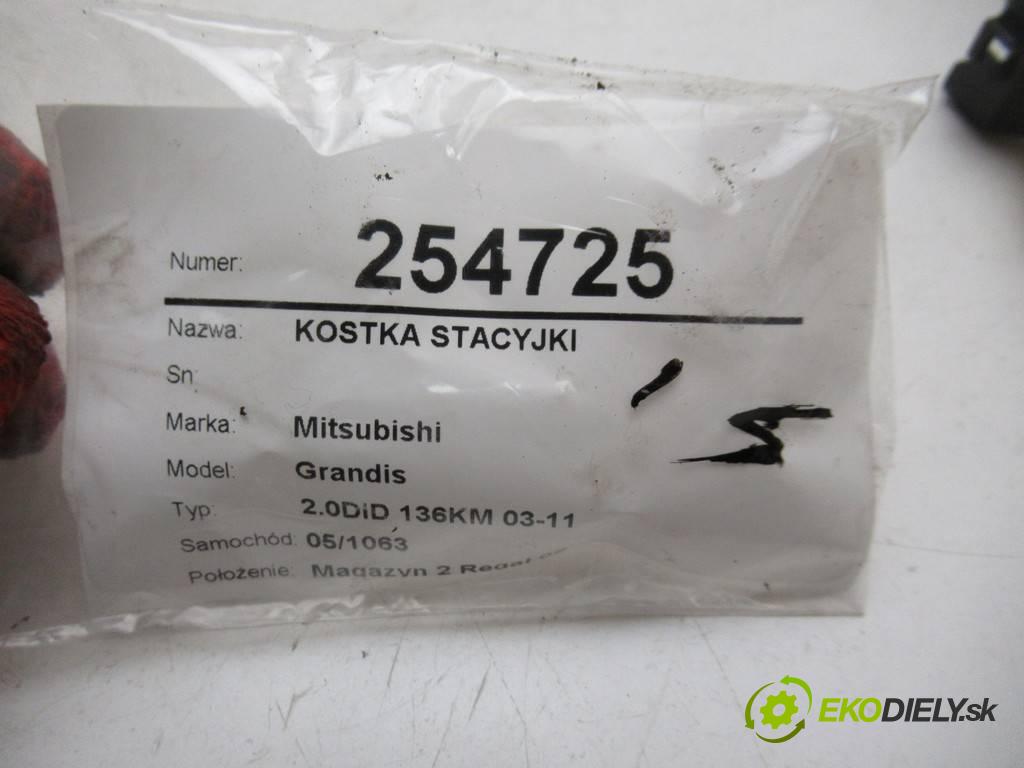 Numer: 254725
Nazwa: KOSTKA STACYJKI
Sn:
Marka: Mitsubishi
Model: Grandis
Typ: 2.0DiD 136KM 03-11
Samochód: 05/1063
Położenie: Magazyn 2
EKODIELY.sk